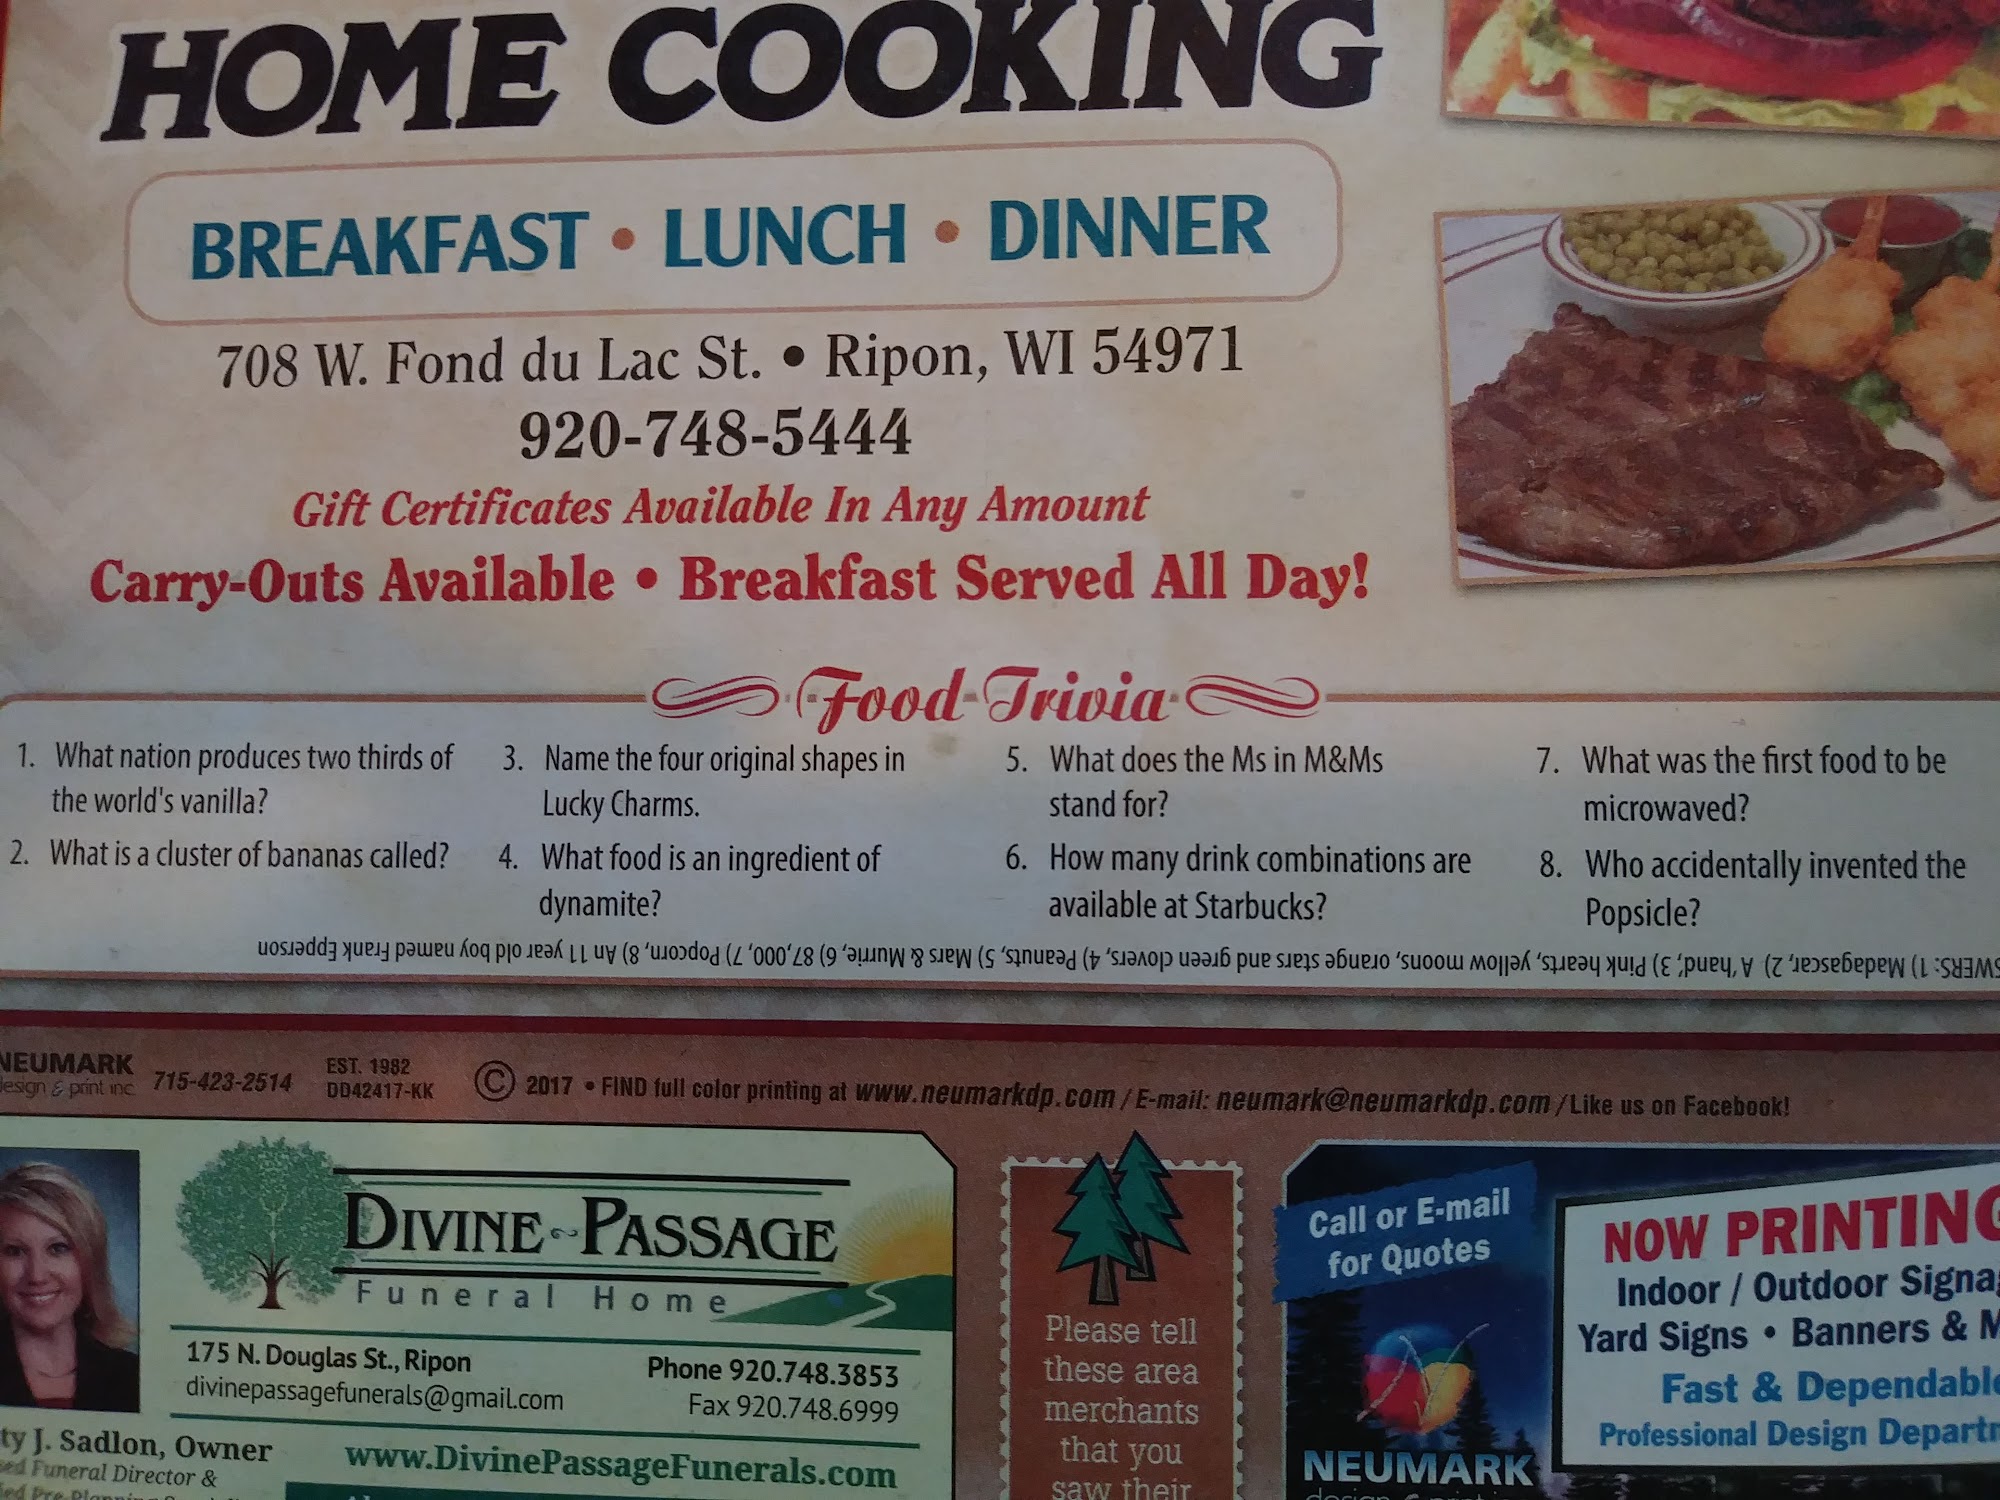 HOME COOKING
BREAKFAST • LUNCH • DINNER
708 W. Fond du Lac St. • Ripon, WI 54971
920-748-5444
Gift Certificates Available In Any Amount
Carry-Outs Available • Breakfast Served All Day!
Food Trivia
1. What nation produces two thirds of
the world's vanilla?
2. What is a cluster of bananas called?
3. Name the four original shapes in
Lucky Charms.
4. What food is an ingredient of
dynamite?
5. What does the Ms in M&Ms
stand for?
6. How many drink combinations are
available at Starbucks?
7. What was the first food to be
microwaved?
8. Who accidentally invented the
Popsicle?
SWERS: 1) Madagascar, 2) A 'hand', 3) Pink hearts, yellow moons, orange stars and green clovers, 4) Peanuts, 5) Mars & Murrie, 6) 87,000, 7) Popcorn, 8) An 11 year old boy named Frank Epperson
NEUMARK
design & print inc.
715-423-2514
EST. 1982
DD42417-KK
© 2017 • FIND full color printing at www.neumarkdp.com / E-mail: neumark@neumarkdp.com / Like us on Facebook!
DIVINE~PASSAGE
Funeral Home
175 N. Douglas St., Ripon
divinepassagefunerals@gmail.com
Phone 920.748.3853
Fax 920.748.6999
www.DivinePassageFunerals.com
ty J. Sadlon, Owner
sed Funeral Director &
Please tell
these area
merchants
that you
saw their
Call or E-mail
for Quotes
NEUMARK
NOW PRINTING
Indoor / Outdoor Signa
Yard Signs • Banners & M
Fast & Dependable
Professional Design Departm